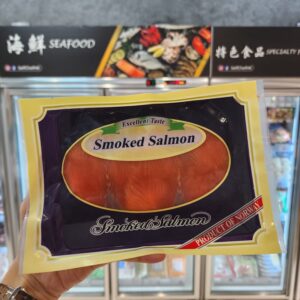 海鮮 SEAFOOD
特色食品 SPECIALTY
Excellent Taste
Smoked Salmon
Smoked Salmon
PRODUCT OF NORWAY